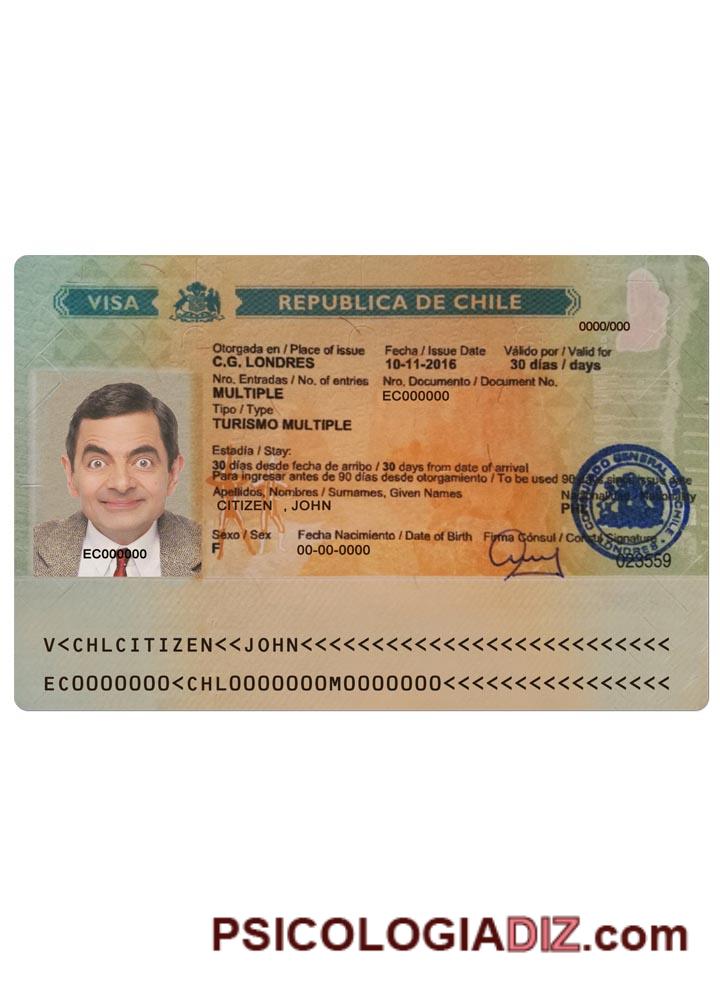 VISA REPUBLICA DE CHILE
0000/000
Otorgada en / Place of issue Fecha / Issue Date Válido por / Valid for
C.G. LONDRES 10-11-2016 30 días / days
Nro. Entradas / No. of entries Nro. Documento / Document No.
MULTIPLE EC000000
Tipo / Type
TURISMO MULTIPLE
Estadía / Stay:
30 días desde fecha de arribo / 30 days from date of arrival
Para ingresar antes de 90 días desde otorgamiento / To be used 90 days since issue date
Apellidos, Nombres / Surnames, Given Names Nacionalidad / Nationality
CITIZEN , JOHN
Sexo / Sex Fecha Nacimiento / Date of Birth Firma Cónsul / Consul Signature
F 00-00-0000
EC000000
023559
CONSULADO GENERAL DE CHILE
LONDRES
V<CHLCITIZEN<<JOHN<<<<<<<<<<<<<<<<<<<<<<<<<<
EC0000000<CHL0000000M0000000<<<<<<<<<<<<<<<<
PSICOLOGIADIZ.com